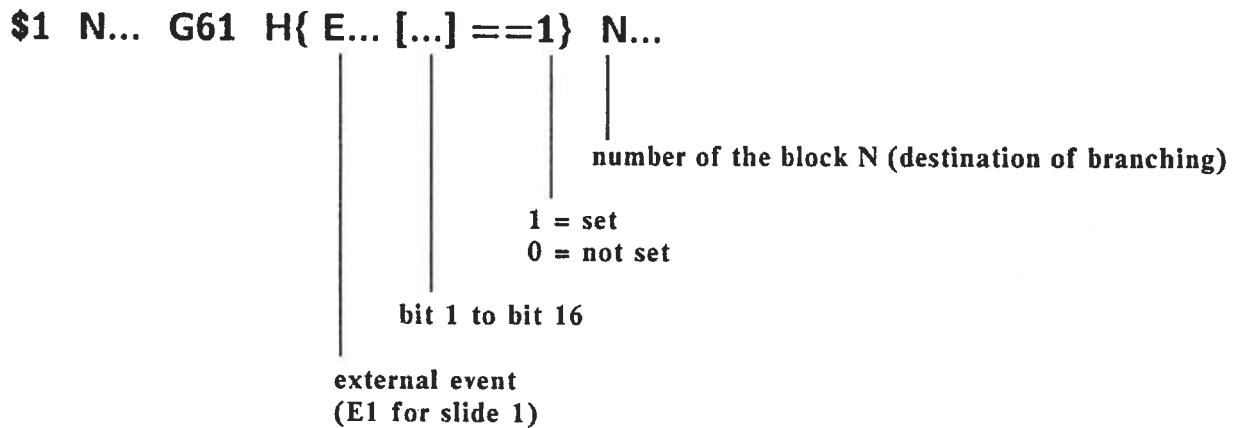 $1 N... G61 H{ E... [...] ==1} N...
number of the block N (destination of branching)
1 = set
0 = not set
bit 1 to bit 16
external event
(E1 for slide 1)